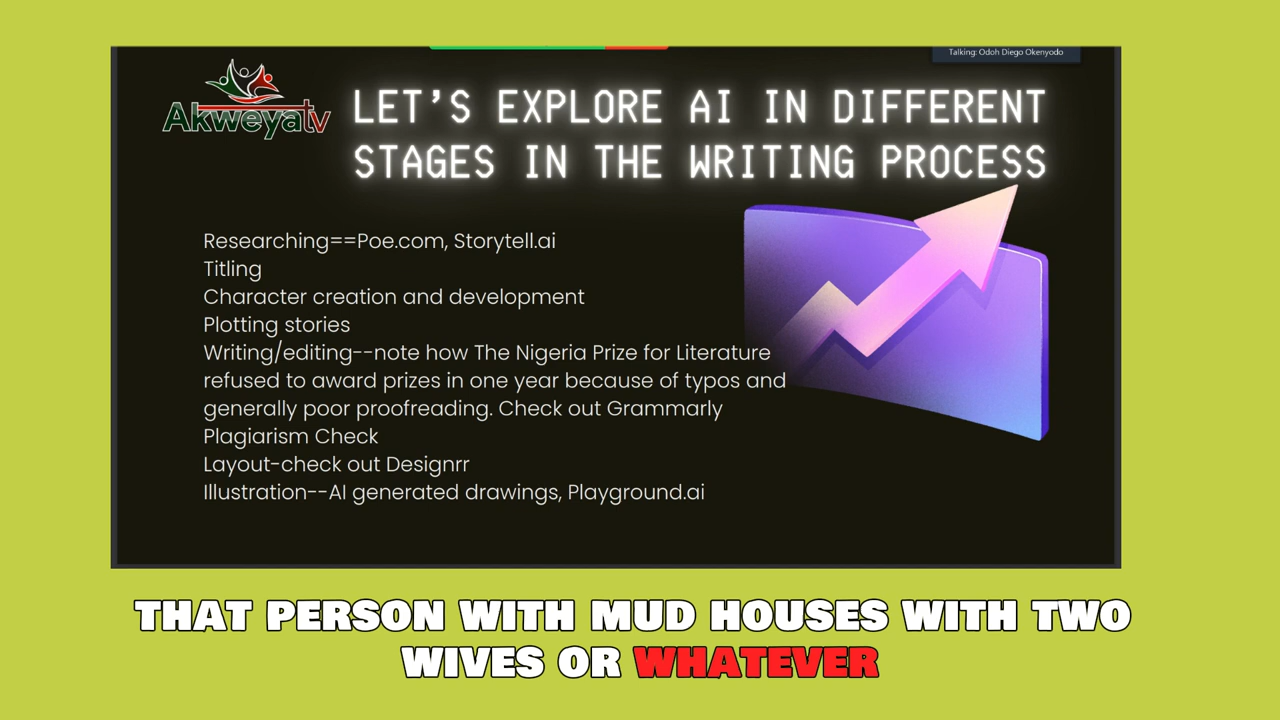 Talking: Odoh Diego Okenyodo
Akweyatv
LET'S EXPLORE AI IN DIFFERENT
STAGES IN THE WRITING PROCESS
Researching==Poe.com, Storytell.ai
Titling
Character creation and development
Plotting stories
Writing/editing--note how The Nigeria Prize for Literature
refused to award prizes in one year because of typos and
generally poor proofreading. Check out Grammarly
Plagiarism Check
Layout-check out Designrr
Illustration--AI generated drawings, Playground.ai
THAT PERSON WITH MUD HOUSES WITH TWO
WIVES OR WHATEVER